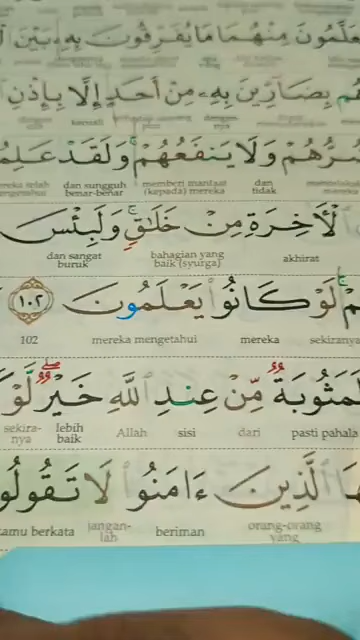 يُفَرِّقُونَ بِهِۦ بَيْنَ
بِضَآرِّينَ بِهِۦ مِنْ أَحَدٍ إِلَّا بِإِذْنِ
وَلَا يَنفَعُهُمْ وَلَقَدْ
dan sungguh benar-benar memberi manfaat (kepada) mereka dan tidak
ٱلْأَخِرَةِ مِنْ خَلَٰقٍ وَلَبِئْسَ
dan sangat buruk bagian yang baik (syurga) akhirat
لَوْ كَانُوا۟ يَعْلَمُونَ ١٠٢
102 mereka mengetahui mereka sekiranya
لَمَثُوبَةٌ مِّنْ عِندِ ٱللَّهِ خَيْرٌ لَّوْ
sekira-nya lebih baik Allah sisi dari pasti pahala
ٱلَّذِينَ ءَامَنُوا۟ لَا تَقُولُوا۟
kamu berkata jangan-lah beriman orang-orang yang